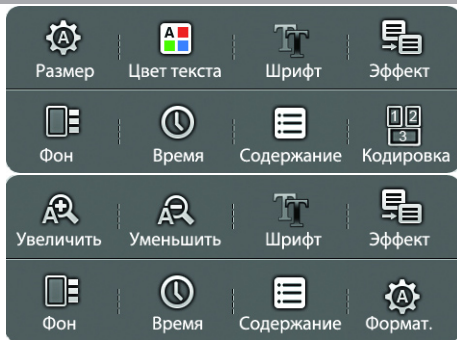 Размер Цвет текста Шрифт Эффект
Фон Время Содержание Кодировка
Увеличить Уменьшить Шрифт Эффект
Фон Время Содержание Формат.